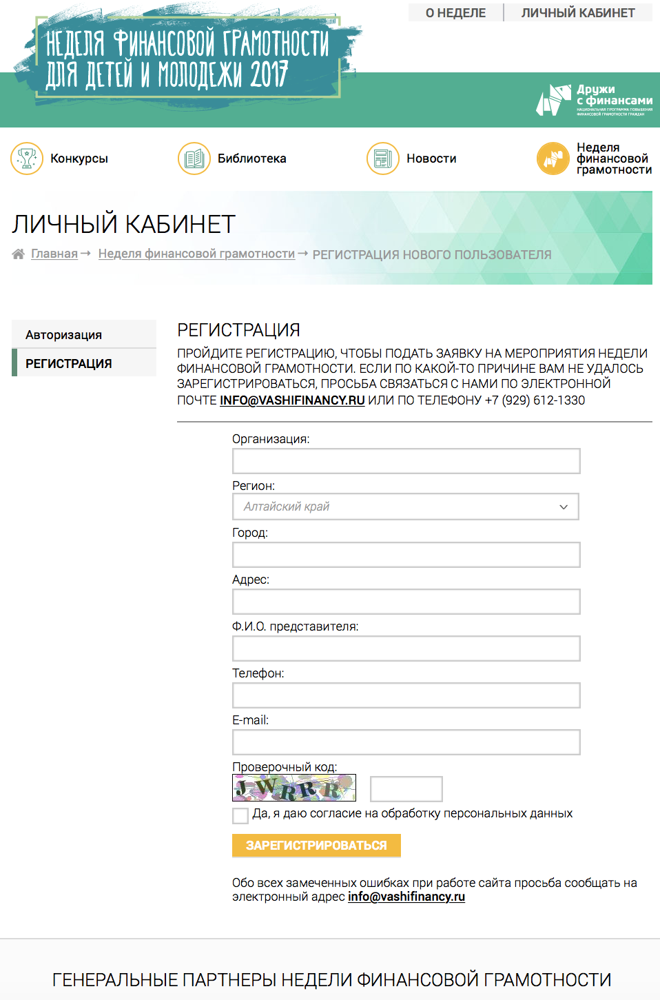 О НЕДЕЛЕ
ЛИЧНЫЙ КАБИНЕТ
НЕДЕЛЯ ФИНАНСОВОЙ ГРАМОТНОСТИ
ДЛЯ ДЕТЕЙ И МОЛОДЕЖИ 2017
Дружи
с финансами
НАЦИОНАЛЬНАЯ ПРОГРАММА ПОВЫШЕНИЯ
ФИНАНСОВОЙ ГРАМОТНОСТИ ГРАЖДАН
Конкурсы
Библиотека
Новости
Неделя
финансовой
грамотности
ЛИЧНЫЙ КАБИНЕТ
Главная → Неделя финансовой грамотности → РЕГИСТРАЦИЯ НОВОГО ПОЛЬЗОВАТЕЛЯ
Авторизация
РЕГИСТРАЦИЯ
РЕГИСТРАЦИЯ
ПРОЙДИТЕ РЕГИСТРАЦИЮ, ЧТОБЫ ПОДАТЬ ЗАЯВКУ НА МЕРОПРИЯТИЯ НЕДЕЛИ
ФИНАНСОВОЙ ГРАМОТНОСТИ. ЕСЛИ ПО КАКОЙ-ТО ПРИЧИНЕ ВАМ НЕ УДАЛОСЬ
ЗАРЕГИСТРИРОВАТЬСЯ, ПРОСЬБА СВЯЗАТЬСЯ С НАМИ ПО ЭЛЕКТРОННОЙ
ПОЧТЕ INFO@VASHIFINANCY.RU ИЛИ ПО ТЕЛЕФОНУ +7 (929) 612-1330
Организация:
Регион:
Алтайский край
Город:
Адрес:
Ф.И.О. представителя:
Телефон:
E-mail:
Проверочный код:
JWRRR
Да, я даю согласие на обработку персональных данных
ЗАРЕГИСТРИРОВАТЬСЯ
Обо всех замеченных ошибках при работе сайта просьба сообщать на
электронный адрес info@vashifinancy.ru
ГЕНЕРАЛЬНЫЕ ПАРТНЕРЫ НЕДЕЛИ ФИНАНСОВОЙ ГРАМОТНОСТИ